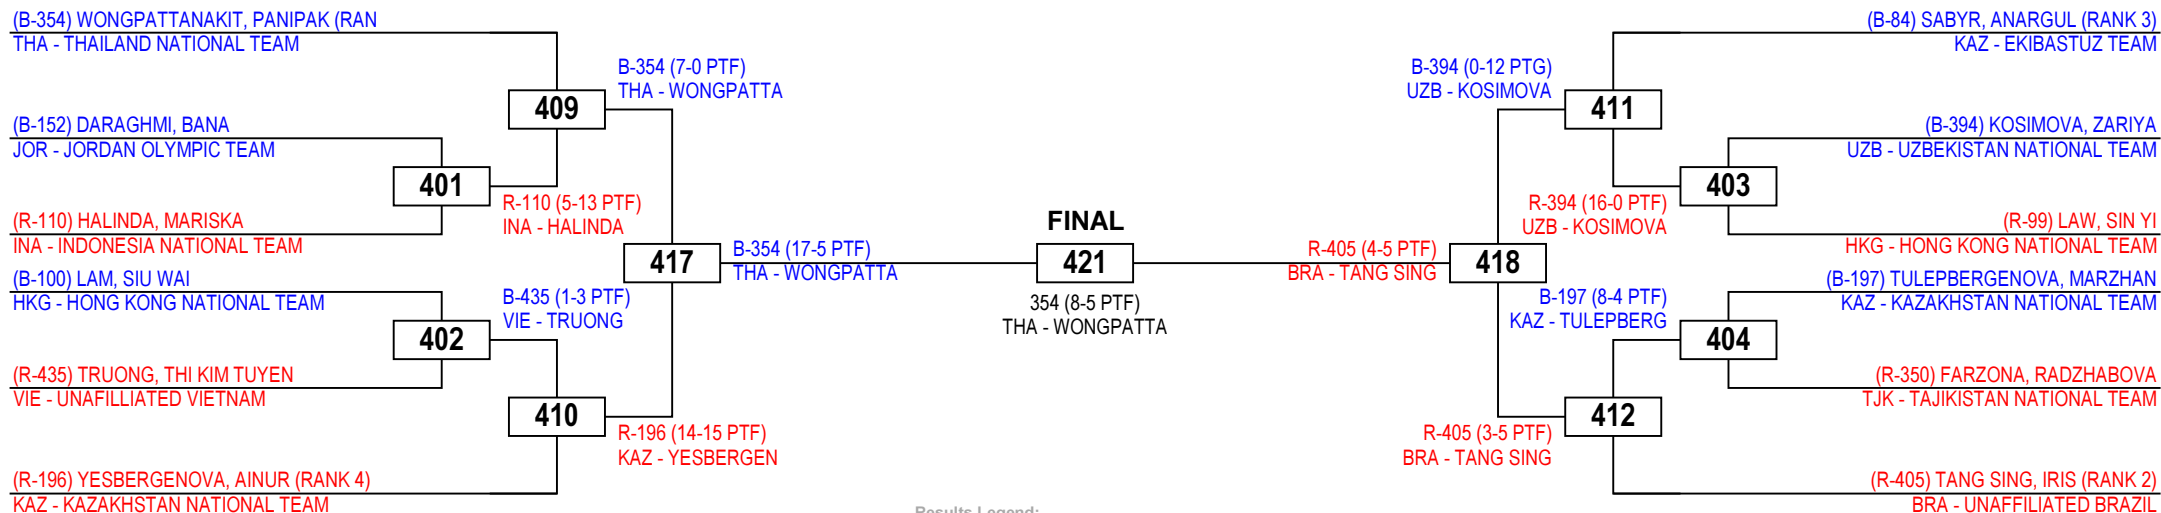 (B-354) WONGPATTANAKIT, PANIPAK (RAN
THA - THAILAND NATIONAL TEAM
(B-152) DARAGHMI, BANA
JOR - JORDAN OLYMPIC TEAM
(R-110) HALINDA, MARISKA
INA - INDONESIA NATIONAL TEAM
(B-100) LAM, SIU WAI
HKG - HONG KONG NATIONAL TEAM
(R-435) TRUONG, THI KIM TUYEN
VIE - UNAFILLIATED VIETNAM
(R-196) YESBERGENOVA, AINUR (RANK 4)
KAZ - KAZAKHSTAN NATIONAL TEAM
401
402
R-110 (5-13 PTF)
INA - HALINDA
B-435 (1-3 PTF)
VIE - TRUONG
409
410
B-354 (7-0 PTF)
THA - WONGPATTA
R-196 (14-15 PTF)
KAZ - YESBERGEN
417
B-354 (17-5 PTF)
THA - WONGPATTA
FINAL
421
354 (8-5 PTF)
THA - WONGPATTA
Results Legend:
R-405 (4-5 PTF)
BRA - TANG SING
418
B-394 (0-12 PTG)
UZB - KOSIMOVA
R-405 (3-5 PTF)
BRA - TANG SING
411
412
R-394 (16-0 PTF)
UZB - KOSIMOVA
B-197 (8-4 PTF)
KAZ - TULEPBERG
403
404
(B-84) SABYR, ANARGUL (RANK 3)
KAZ - EKIBASTUZ TEAM
(B-394) KOSIMOVA, ZARIYA
UZB - UZBEKISTAN NATIONAL TEAM
(R-99) LAW, SIN YI
HKG - HONG KONG NATIONAL TEAM
(B-197) TULEPBERGENOVA, MARZHAN
KAZ - KAZAKHSTAN NATIONAL TEAM
(R-350) FARZONA, RADZHABOVA
TJK - TAJIKISTAN NATIONAL TEAM
(R-405) TANG SING, IRIS (RANK 2)
BRA - UNAFFILIATED BRAZIL